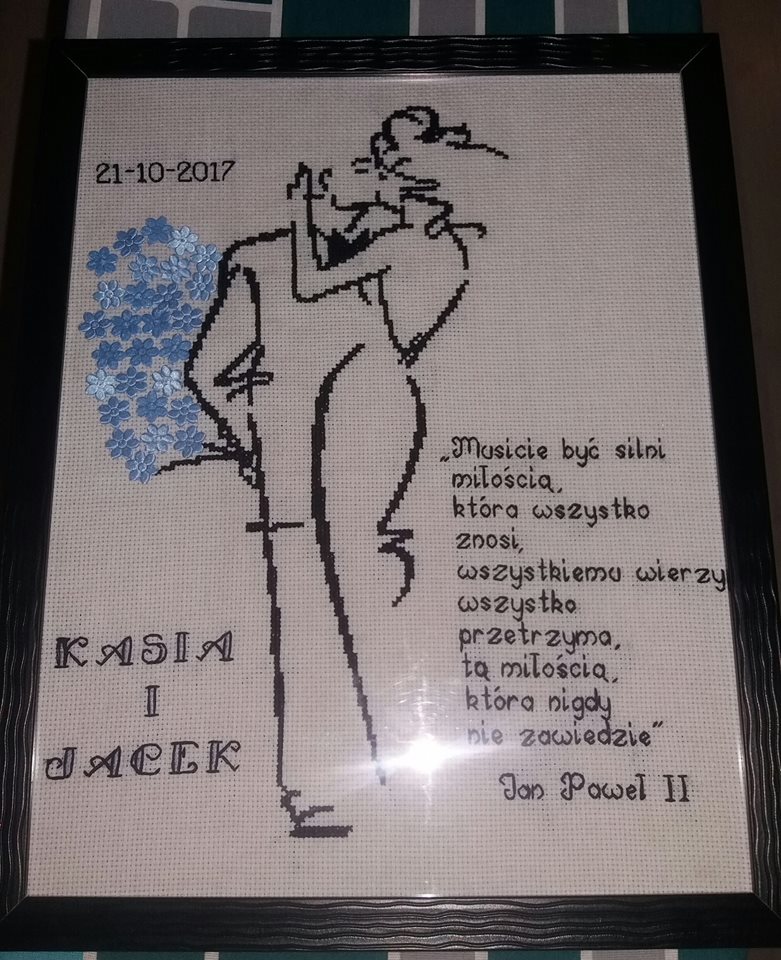 21-10-2017
„Musicie być silni
miłością,
która wszystko
znosi,
wszystkiemu wierzy
wszystko
przetrzyma,
tą miłością,
która nigdy
nie zawiedzie”
Jan Paweł II
KASIA
I
JACEK